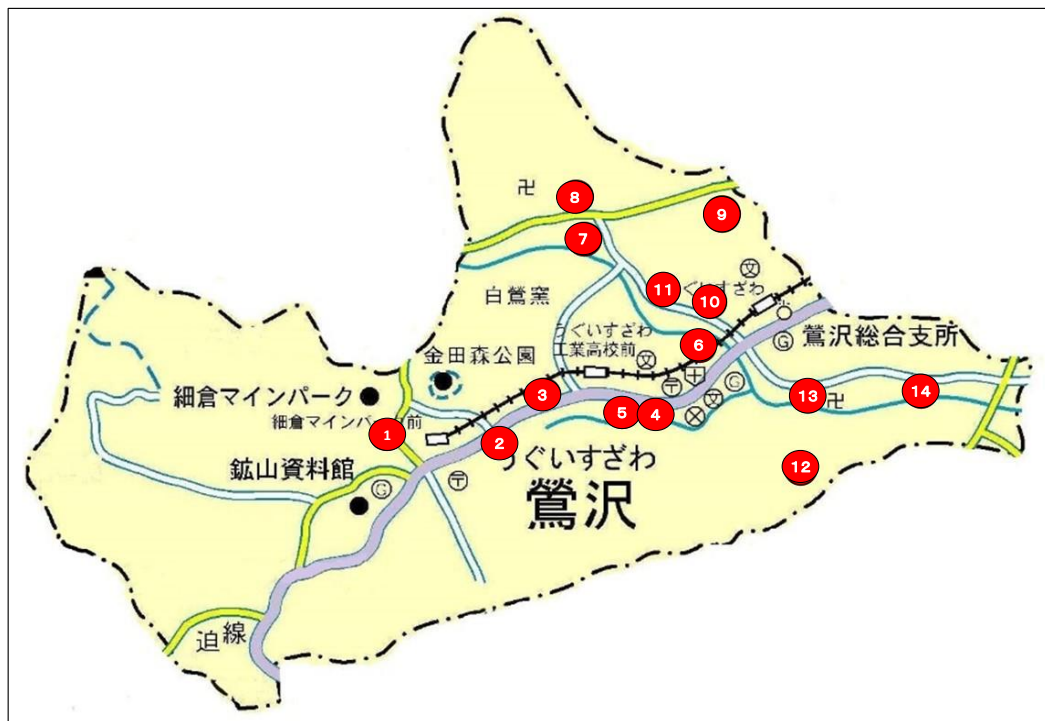 卍
8
9
7
白鶯窯
11
10
ぐいすざわ
文
6
うぐいすざわ
工業高校前
文
〒
G
鶯沢総合支所
金田森公園
細倉マインパーク
細倉マインパーク前
1
3
2
5
4
文
G
13
卍
14
12
うぐいすざわ
鶯沢
鉱山資料館
G
〒
迫線